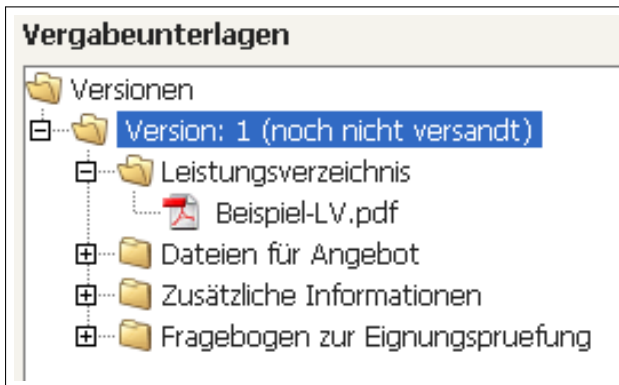 Vergabeunterlagen
Versionen
Version: 1 (noch nicht versandt)
Leistungsverzeichnis
Beispiel-LV.pdf
Dateien für Angebot
Zusätzliche Informationen
Fragebogen zur Eignungspruefung